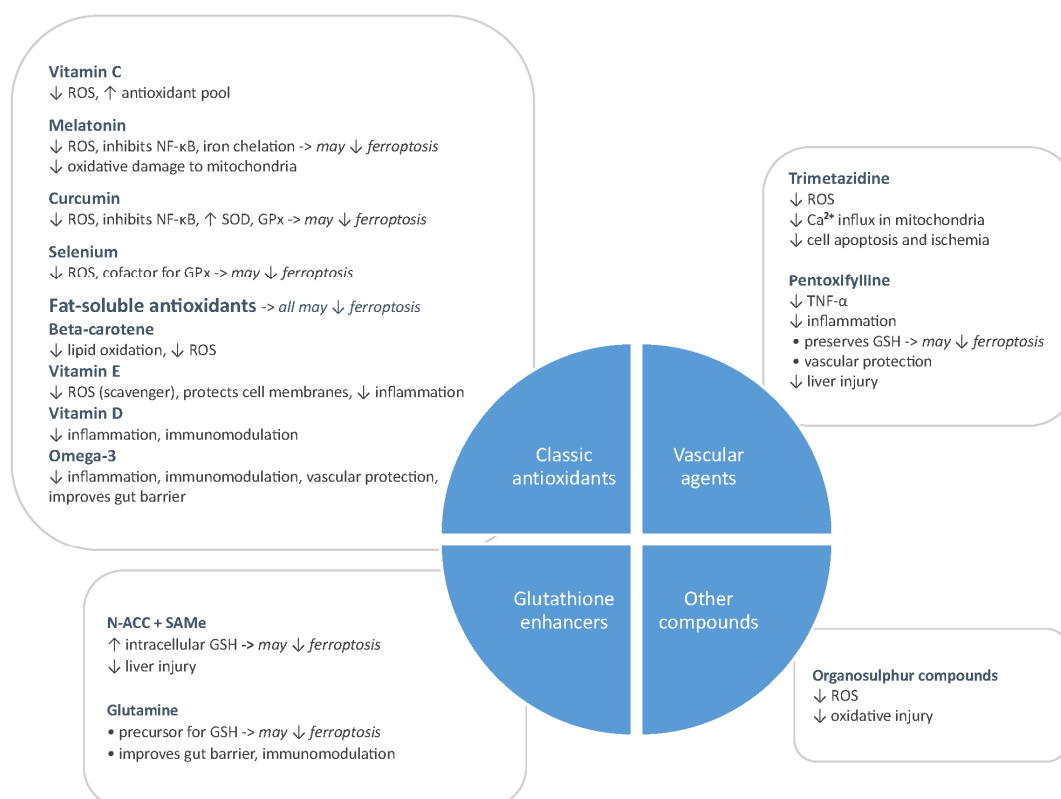 Vitamin C
↓ ROS, ↑ antioxidant pool
Melatonin
↓ ROS, inhibits NF-κB, iron chelation -> may ↓ ferroptosis
↓ oxidative damage to mitochondria
Curcumin
↓ ROS, inhibits NF-κB, ↑ SOD, GPx -> may ↓ ferroptosis
Selenium
↓ ROS, cofactor for GPx -> may ↓ ferroptosis
Fat-soluble antioxidants -> all may ↓ ferroptosis
Beta-carotene
↓ lipid oxidation, ↓ ROS
Vitamin E
↓ ROS (scavenger), protects cell membranes, ↓ inflammation
Vitamin D
↓ inflammation, immunomodulation
Omega-3
↓ inflammation, immunomodulation, vascular protection,
improves gut barrier
Trimetazidine
↓ ROS
↓ Ca²⁺ influx in mitochondria
↓ cell apoptosis and ischemia
Pentoxifylline
↓ TNF-α
↓ inflammation
• preserves GSH -> may ↓ ferroptosis
• vascular protection
↓ liver injury
Classic
antioxidants
Vascular
agents
Glutathione
enhancers
Other
compounds
N-ACC + SAMe
↑ intracellular GSH -> may ↓ ferroptosis
↓ liver injury
Glutamine
• precursor for GSH -> may ↓ ferroptosis
• improves gut barrier, immunomodulation
Organosulphur compounds
↓ ROS
↓ oxidative injury